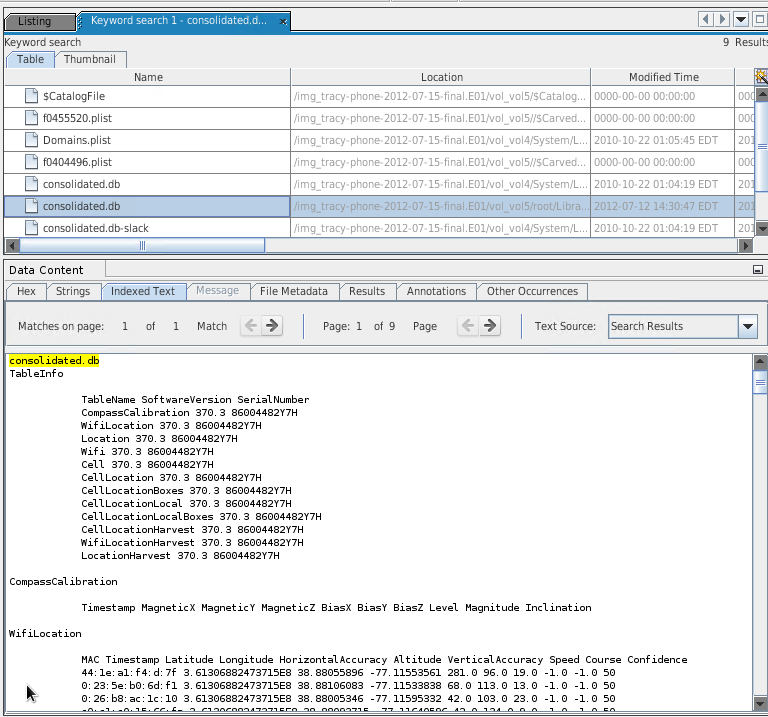 Listing
Keyword search 1 - consolidated.d...
Keyword search
9 Results
Table
Thumbnail
Name Location Modified Time
$CatalogFile /img_tracy-phone-2012-07-15-final.E01/vol_vol5/$Catalog... 0000-00-00 00:00:00 000
f0455520.plist /img_tracy-phone-2012-07-15-final.E01/vol_vol5//$Carved... 0000-00-00 00:00:00 000
Domains.plist /img_tracy-phone-2012-07-15-final.E01/vol_vol4/System/L... 2010-10-22 01:05:45 EDT 201
f0404496.plist /img_tracy-phone-2012-07-15-final.E01/vol_vol5//$Carved... 0000-00-00 00:00:00 000
consolidated.db /img_tracy-phone-2012-07-15-final.E01/vol_vol4/System/L... 2010-10-22 01:04:19 EDT 201
consolidated.db /img_tracy-phone-2012-07-15-final.E01/vol_vol5/root/Libra... 2012-07-12 14:30:47 EDT 201
consolidated.db-slack /img_tracy-phone-2012-07-15-final.E01/vol_vol4/System/L... 2010-10-22 01:04:19 EDT 201
Data Content
Hex Strings Indexed Text Message File Metadata Results Annotations Other Occurrences
Matches on page: 1 of 1 Match Page: 1 of 9 Page Text Source: Search Results
consolidated.db
TableInfo
TableName SoftwareVersion SerialNumber
CompassCalibration 370.3 86004482Y7H
WifiLocation 370.3 86004482Y7H
Location 370.3 86004482Y7H
Wifi 370.3 86004482Y7H
Cell 370.3 86004482Y7H
CellLocation 370.3 86004482Y7H
CellLocationBoxes 370.3 86004482Y7H
CellLocationLocal 370.3 86004482Y7H
CellLocationLocalBoxes 370.3 86004482Y7H
CellLocationHarvest 370.3 86004482Y7H
WifiLocationHarvest 370.3 86004482Y7H
LocationHarvest 370.3 86004482Y7H
CompassCalibration
Timestamp MagneticX MagneticY MagneticZ BiasX BiasY BiasZ Level Magnitude Inclination
WifiLocation
MAC Timestamp Latitude Longitude HorizontalAccuracy Altitude VerticalAccuracy Speed Course Confidence
44:1e:a1:f4:d:7f 3.61306882473715E8 38.88055896 -77.11553561 281.0 96.0 19.0 -1.0 -1.0 50
0:23:5e:b0:6d:f1 3.61306882473715E8 38.88106083 -77.11533838 68.0 113.0 13.0 -1.0 -1.0 50
0:26:b8:ac:1c:10 3.61306882473715E8 38.88005346 -77.11595332 42.0 103.0 23.0 -1.0 -1.0 50